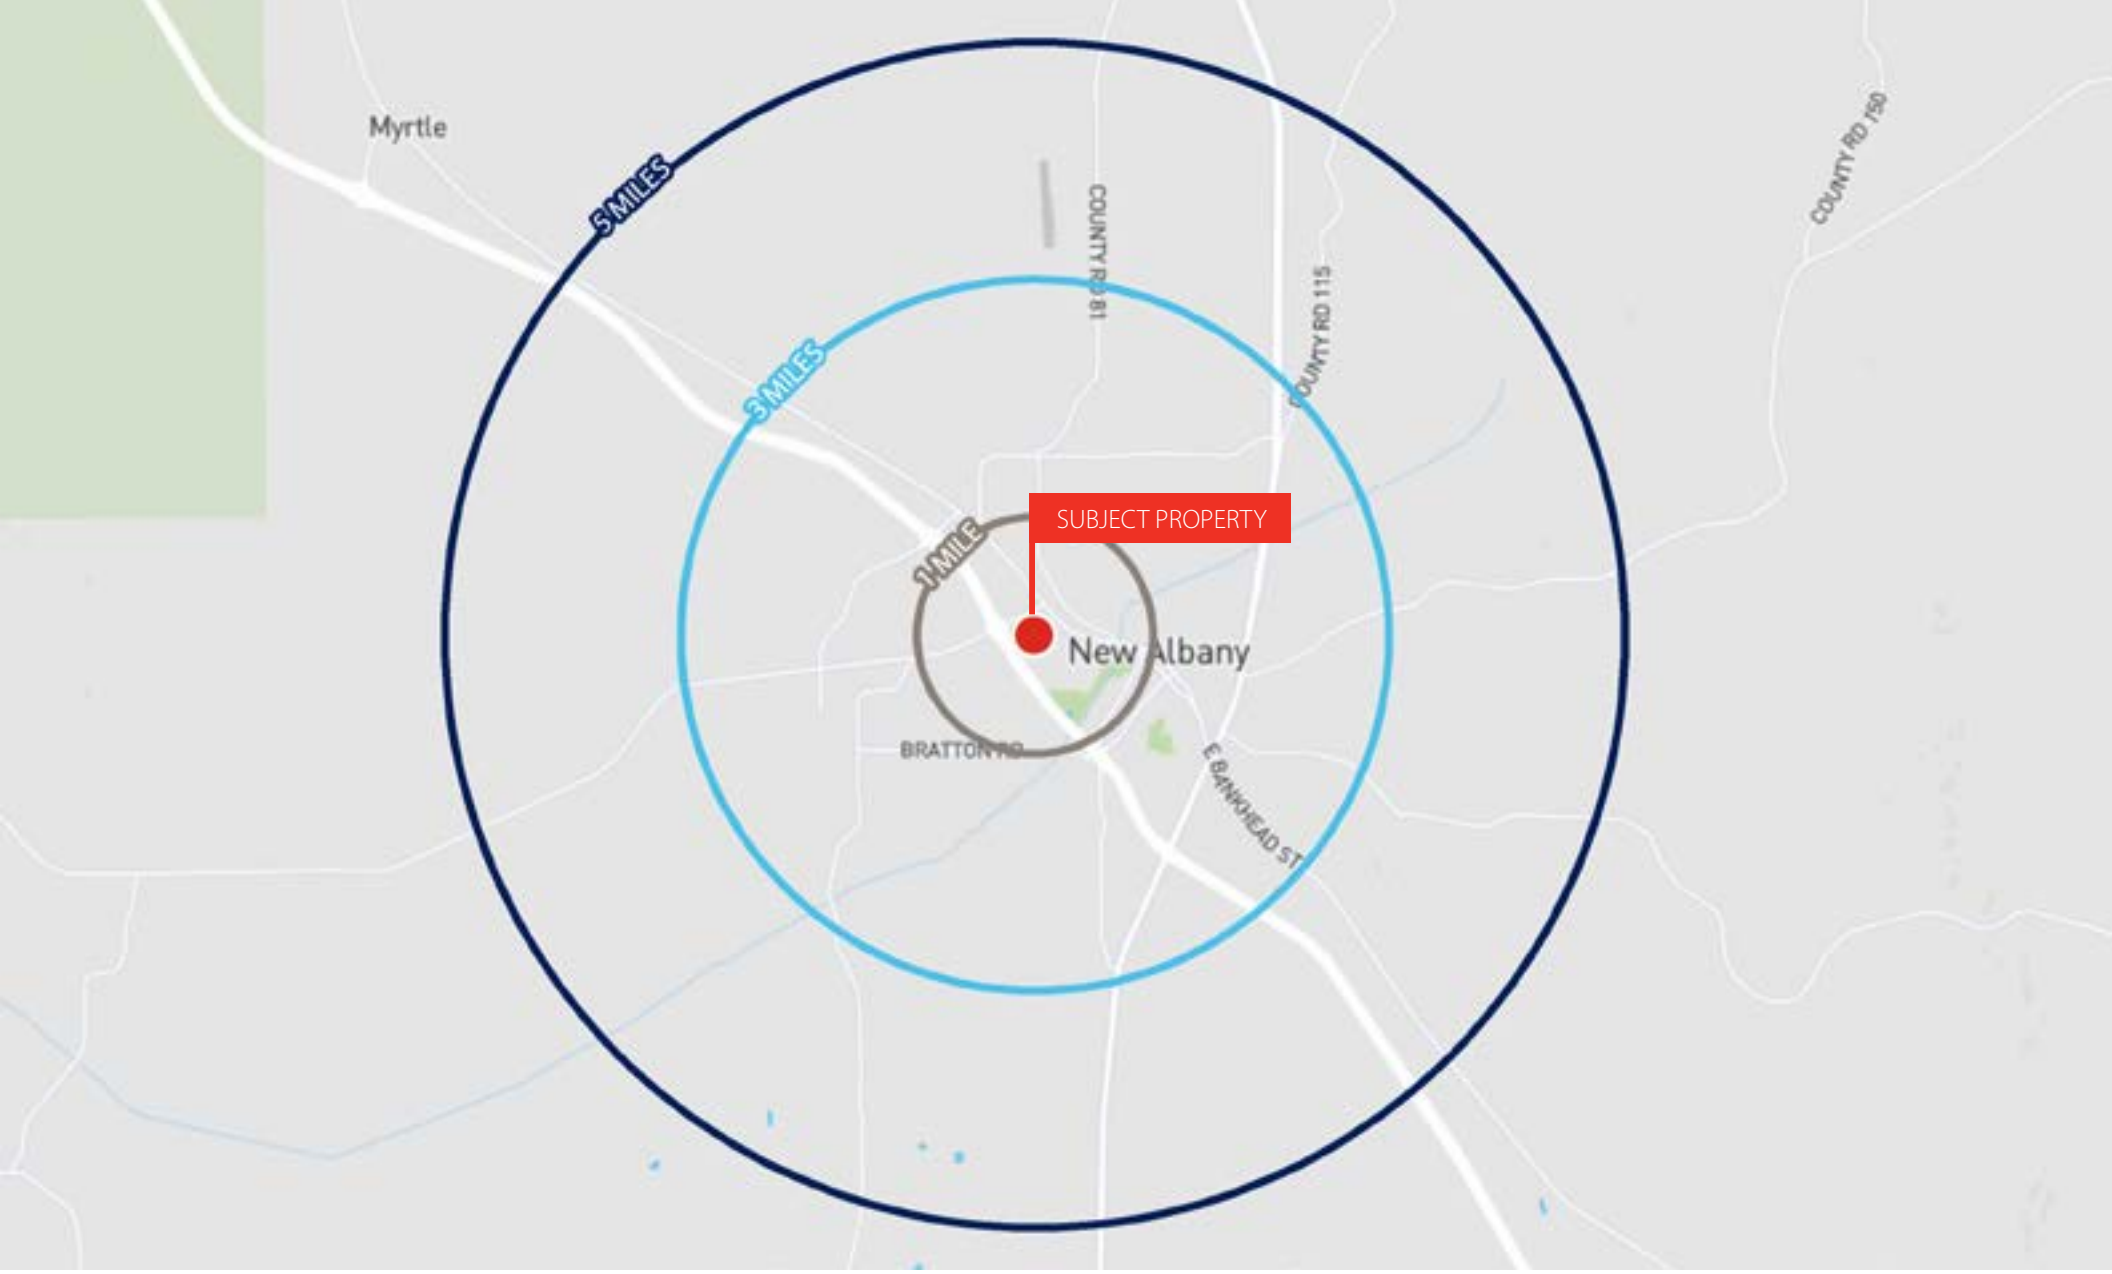 Myrtle
5 MILES
COUNTY RD 150
COUNTY RD 81
COUNTY RD 115
3 MILES
SUBJECT PROPERTY
1 MILE
New Albany
BRATTON RD
E BANKHEAD ST